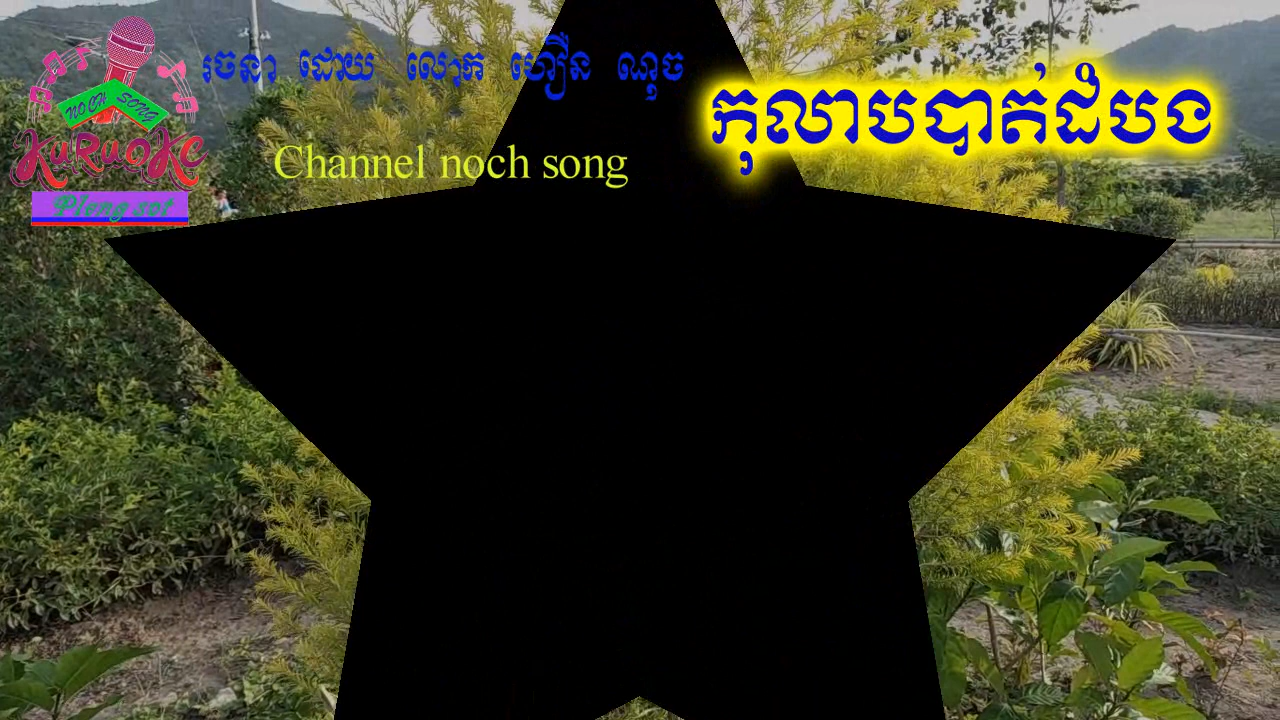 NOCH SONG
KuRuoKe
Pleng sot
រចនា ដោយ លោក ហឿន ណុច
Channel noch song
កុលាបបាត់ដំបង